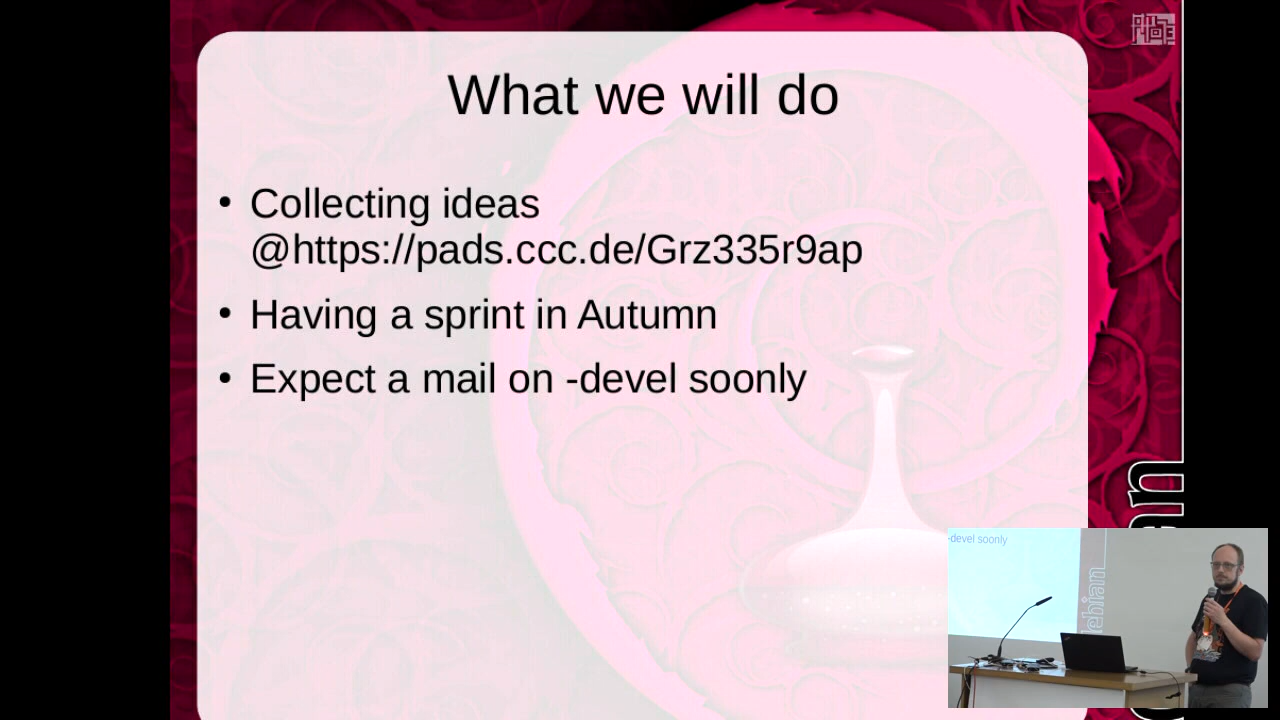 What we will do
• Collecting ideas
@https://pads.ccc.de/Grz335r9ap
• Having a sprint in Autumn
• Expect a mail on -devel soonly
-devel soonly
ebian